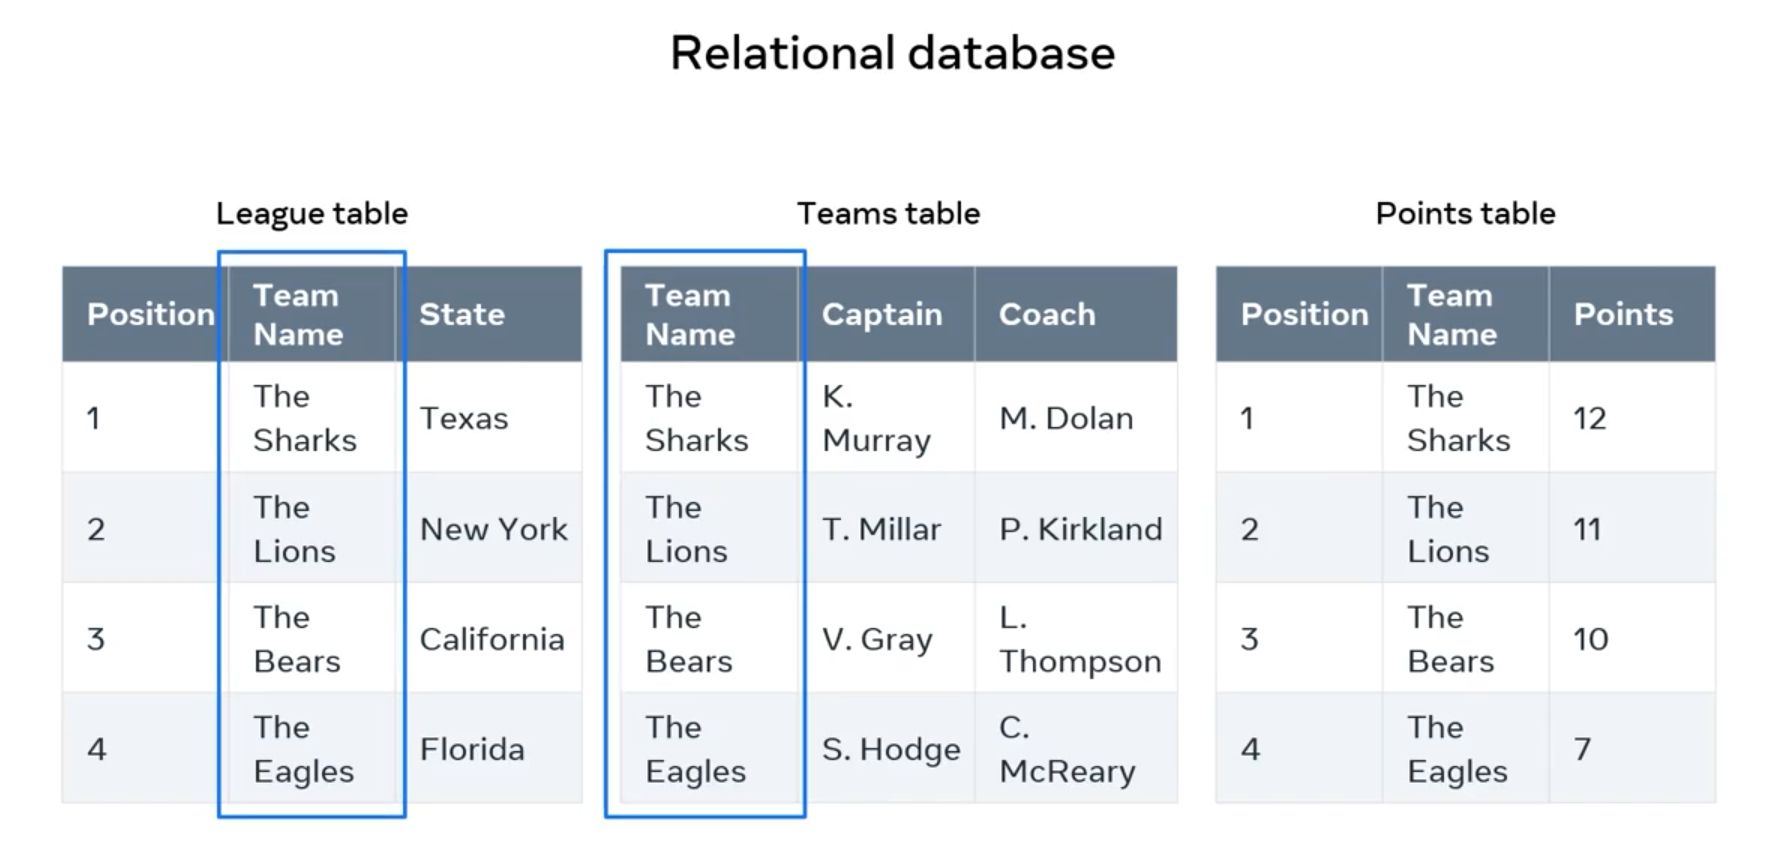 Relational database
League table
Position Team Name State
1 The Sharks Texas
2 The Lions New York
3 The Bears California
4 The Eagles Florida
Teams table
Team Name Captain Coach
The Sharks K. Murray M. Dolan
The Lions T. Millar P. Kirkland
The Bears V. Gray L. Thompson
The Eagles S. Hodge C. McReary
Points table
Position Team Name Points
1 The Sharks 12
2 The Lions 11
3 The Bears 10
4 The Eagles 7